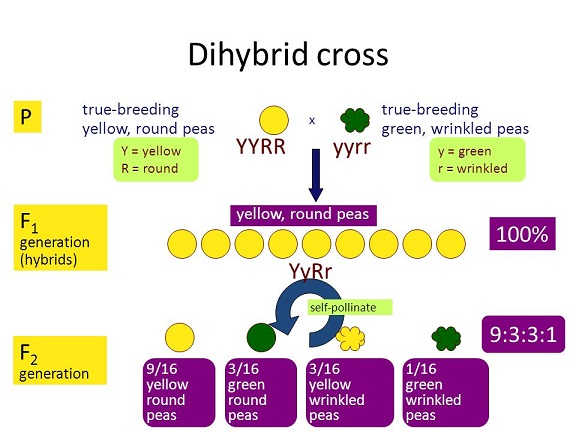 Dihybrid cross
P
true-breeding
yellow, round peas
x
true-breeding
green, wrinkled peas
YYRR
yyrr
Y = yellow
R = round
y = green
r = wrinkled
yellow, round peas
F1
generation
(hybrids)
100%
YyRr
self-pollinate
9:3:3:1
F2
generation
9/16
yellow
round
peas
3/16
green
round
peas
3/16
yellow
wrinkled
peas
1/16
green
wrinkled
peas